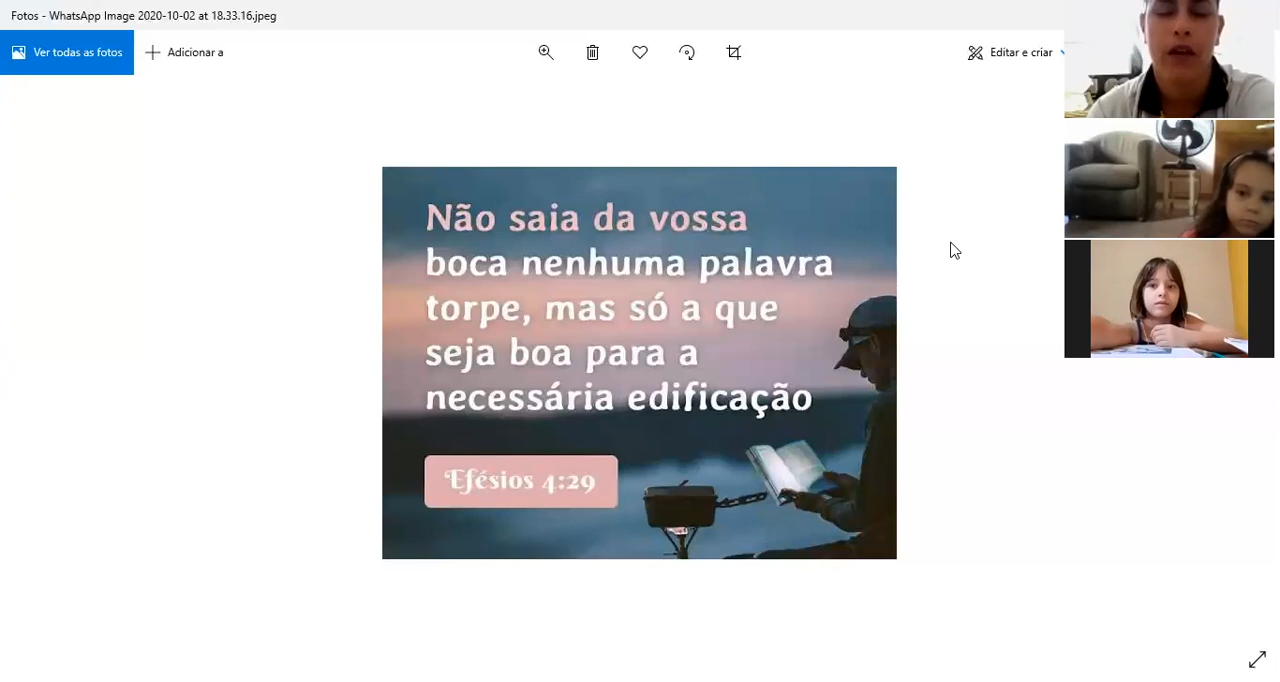 Fotos - WhatsApp Image 2020-10-02 at 18.33.16.jpeg
Ver todas as fotos
Adicionar a
Editar e criar
Não saia da vossa
boca nenhuma palavra
torpe, mas só a que
seja boa para a
necessária edificação
Efésios 4:29